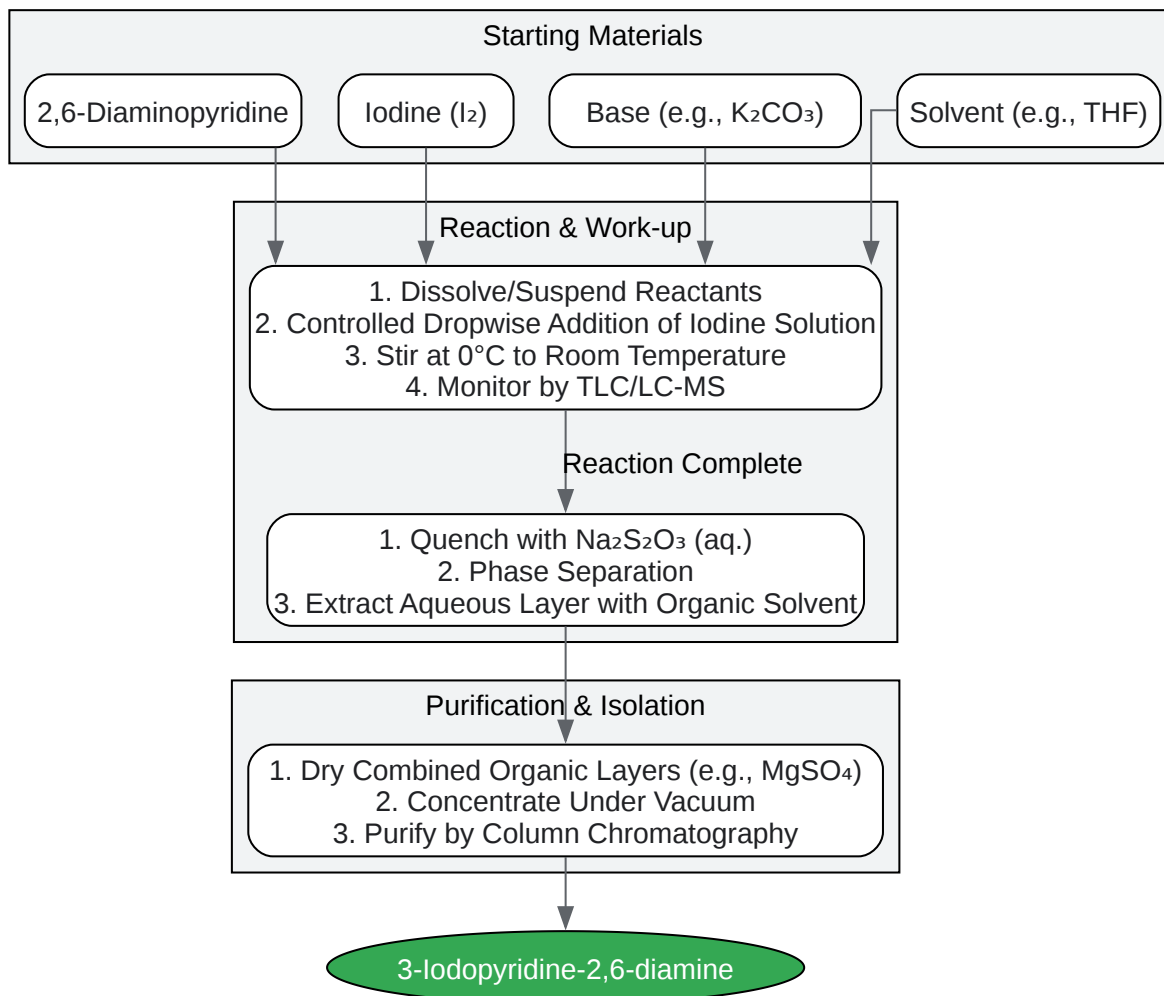 Starting Materials
2,6-Diaminopyridine
Iodine (I₂)
Base (e.g., K₂CO₃)
Solvent (e.g., THF)
Reaction & Work-up
1. Dissolve/Suspend Reactants
2. Controlled Dropwise Addition of Iodine Solution
3. Stir at 0°C to Room Temperature
4. Monitor by TLC/LC-MS
Reaction Complete
1. Quench with Na₂S₂O₃ (aq.)
2. Phase Separation
3. Extract Aqueous Layer with Organic Solvent
Purification & Isolation
1. Dry Combined Organic Layers (e.g., MgSO₄)
2. Concentrate Under Vacuum
3. Purify by Column Chromatography
3-Iodopyridine-2,6-diamine